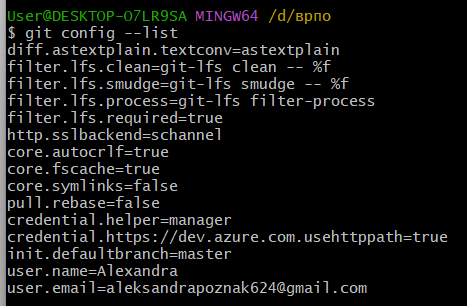 User@DESKTOP-O7LR9SA MINGW64 /d/врпо
$ git config --list
diff.astextplain.textconv=astextplain
filter.lfs.clean=git-lfs clean -- %f
filter.lfs.smudge=git-lfs smudge -- %f
filter.lfs.process=git-lfs filter-process
filter.lfs.required=true
http.sslbackend=schannel
core.autocrlf=true
core.fscache=true
core.symlinks=false
pull.rebase=false
credential.helper=manager
credential.https://dev.azure.com.usehttppath=true
init.defaultbranch=master
user.name=Alexandra
user.email=aleksandrapoznak624@gmail.com